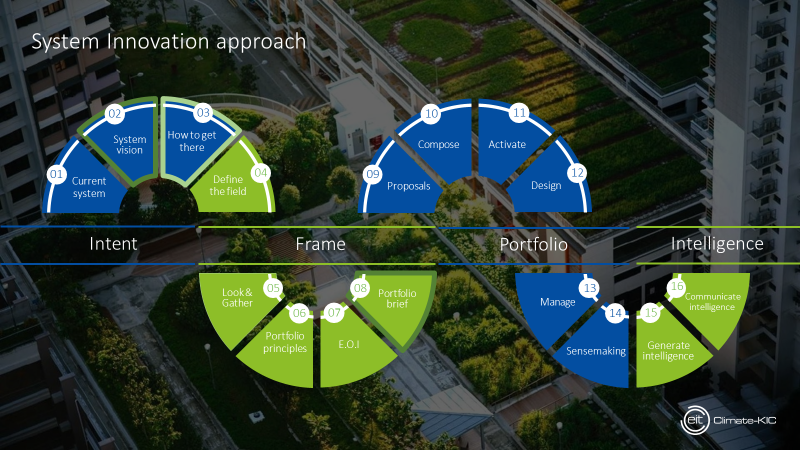 System Innovation approach
01
Current
system
02
System
vision
03
How to get
there
04
Define
the field
09
Proposals
10
Compose
11
Activate
12
Design
Intent
Frame
Portfolio
Intelligence
Look &
Gather
05
06
Portfolio
principles
07
E.O.I
08
Portfolio
brief
Manage
13
14
Sensemaking
15
Generate
intelligence
16
Communicate
intelligence
eit Climate-KIC